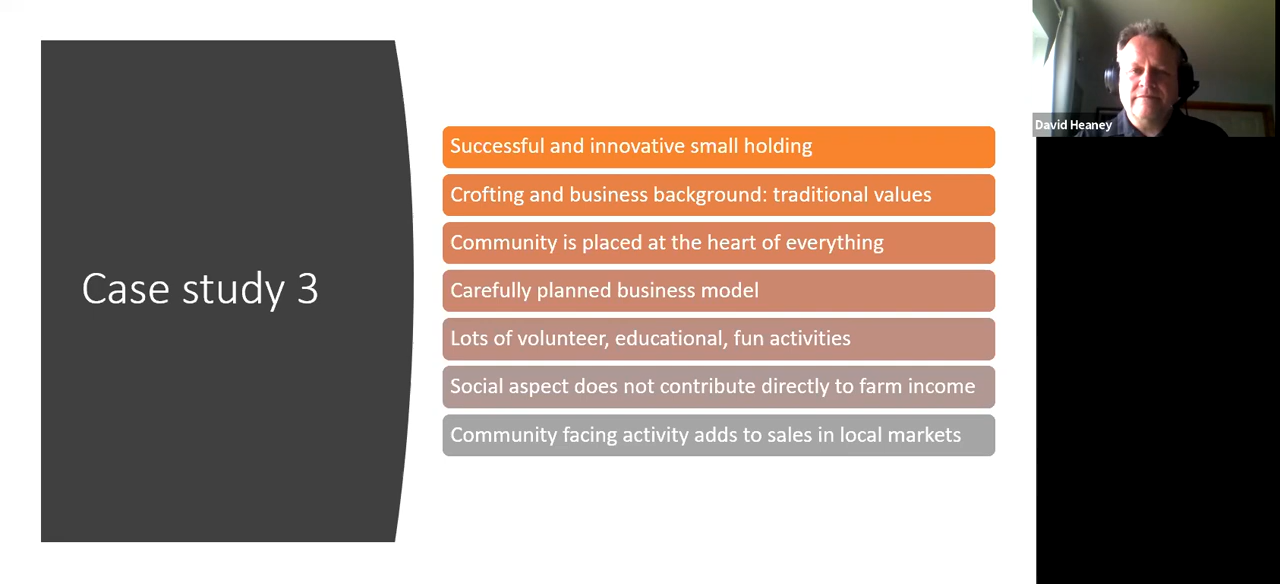 Case study 3
Successful and innovative small holding
Crofting and business background: traditional values
Community is placed at the heart of everything
Carefully planned business model
Lots of volunteer, educational, fun activities
Social aspect does not contribute directly to farm income
Community facing activity adds to sales in local markets
David Heaney